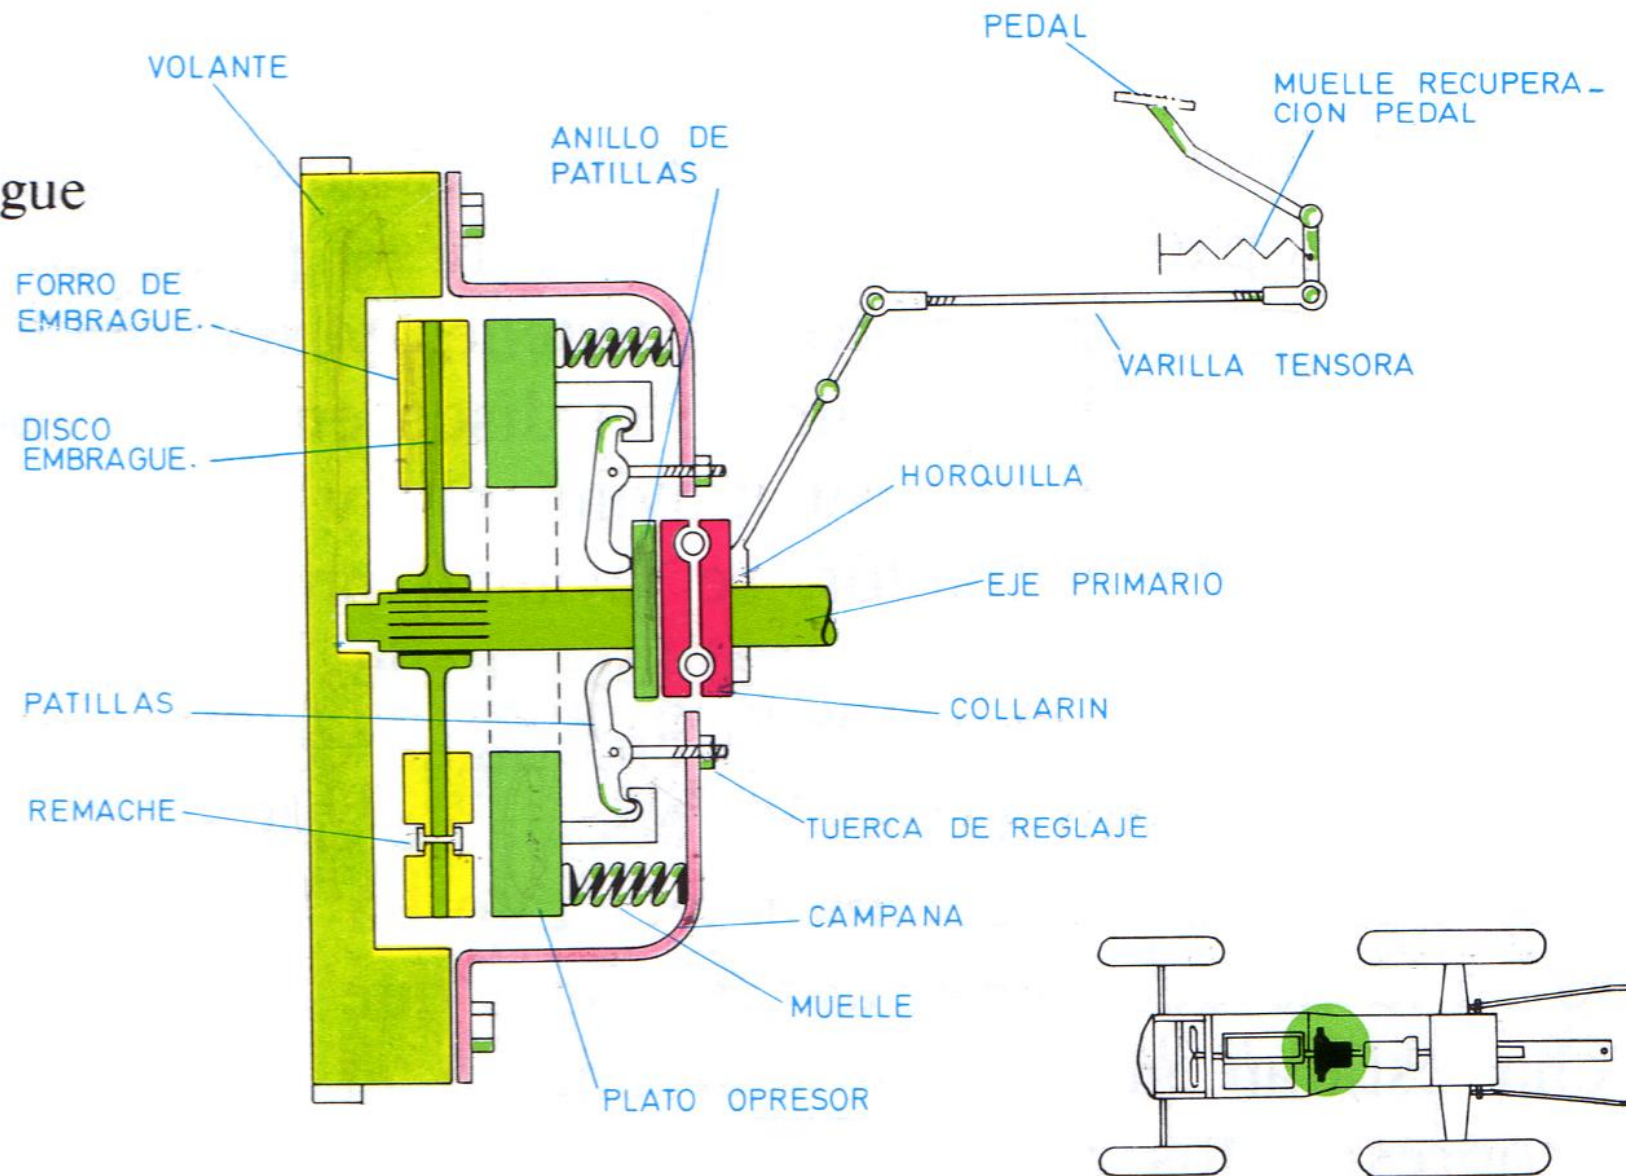 PEDAL
VOLANTE
MUELLE RECUPERA-
CION PEDAL
ANILLO DE
PATILLAS
gue
FORRO DE
EMBRAGUE.
VARILLA TENSORA
DISCO
EMBRAGUE.
HORQUILLA
EJE PRIMARIO
PATILLAS
COLLARIN
REMACHE
TUERCA DE REGLAJE
CAMPANA
MUELLE
PLATO OPRESOR